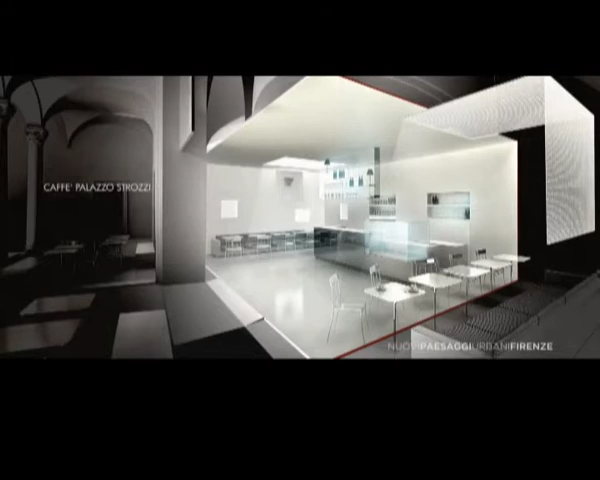 CAFFE' PALAZZO STROZZI
NUOVIPAESAGGIURBANIFIRENZE